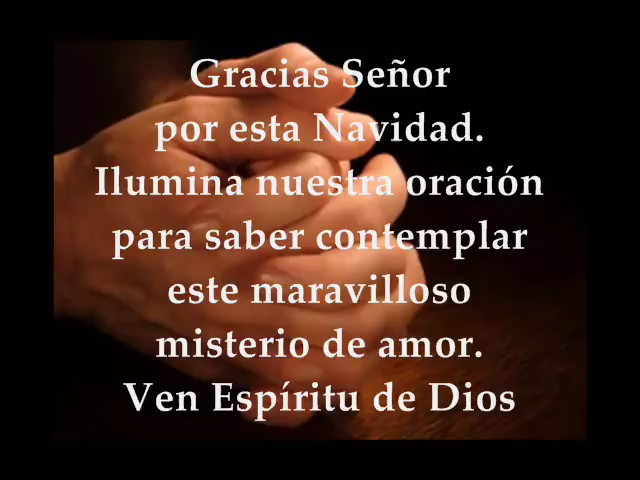 Gracias Señor
por esta Navidad.
Ilumina nuestra oración
para saber contemplar
este maravilloso
misterio de amor.
Ven Espíritu de Dios